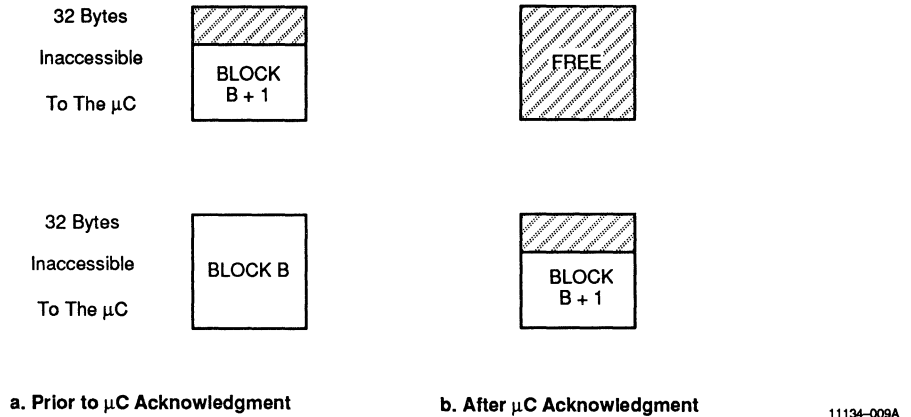 32 Bytes
Inaccessible
To The μC
BLOCK
B + 1
FREE
32 Bytes
Inaccessible
To The μC
BLOCK B
BLOCK
B + 1
a. Prior to μC Acknowledgment
b. After μC Acknowledgment
11134–009A